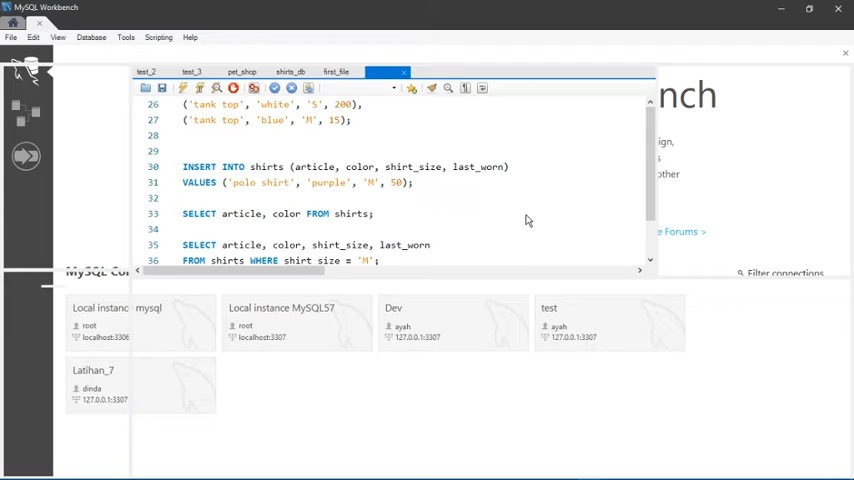 MySQL Workbench
File Edit View Database Tools Scripting Help
test_2 test_3 pet_shop shirts_db first_file
26 ('tank top', 'white', 'S', 200),
27 ('tank top', 'blue', 'M', 15);
28
29
30 INSERT INTO shirts (article, color, shirt_size, last_worn)
31 VALUES ('polo shirt', 'purple', 'M', 50);
32
33 SELECT article, color FROM shirts;
34
35 SELECT article, color, shirt_size, last_worn
36 FROM shirts WHERE shirt_size = 'M';
nch
ign,
s
other
e Forums >
MySQL Con
Filter connections
Local instance mysql
root
localhost:3306
Local instance MySQL57
root
localhost:3307
Dev
ayah
127.0.0.1:3307
test
ayah
127.0.0.1:3307
Latihan_7
dinda
127.0.0.1:3307